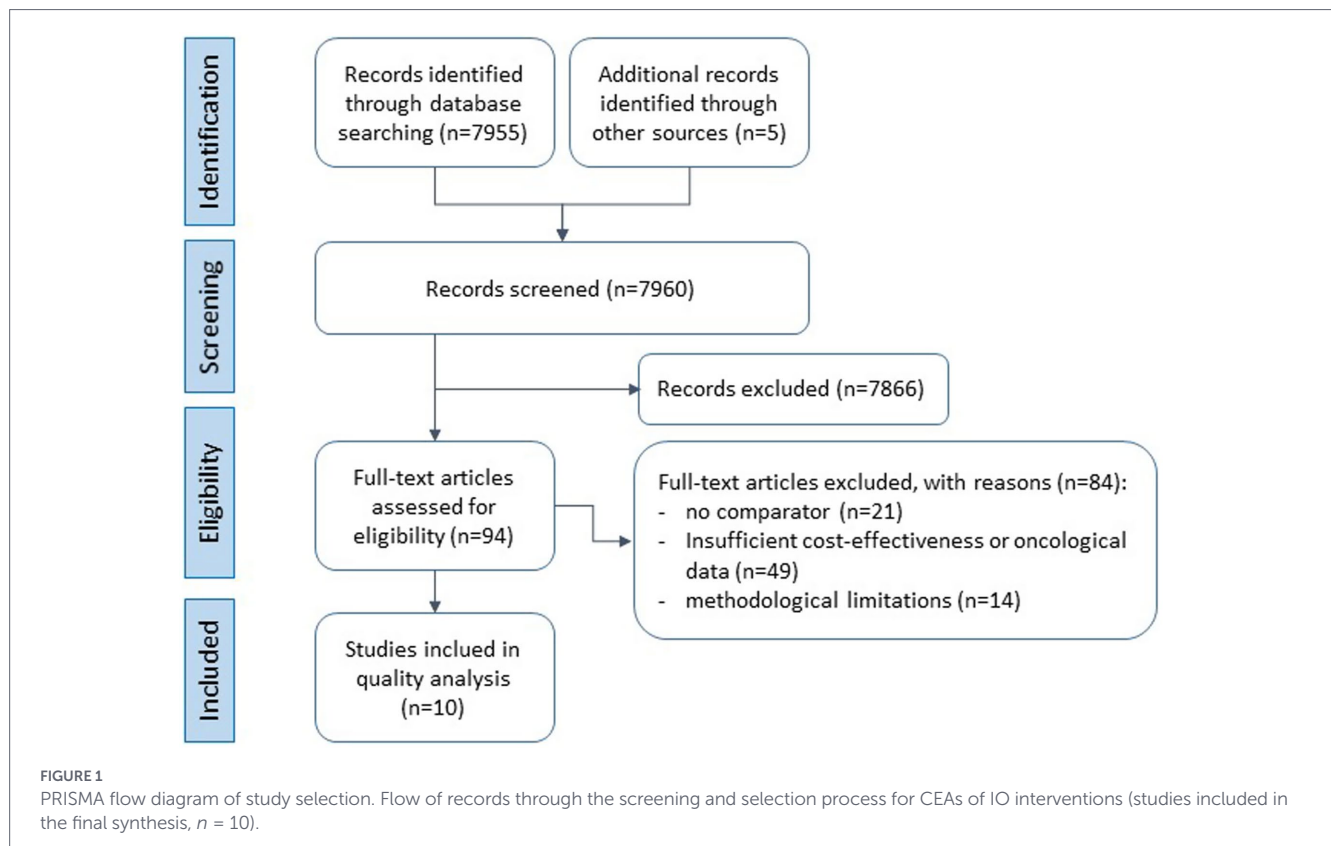 Identification
Records identified
through database
searching (n=7955)
Additional records
identified through
other sources (n=5)
Screening
Records screened (n=7960)
Records excluded (n=7866)
Eligibility
Full-text articles
assessed for
eligibility (n=94)
Full-text articles excluded, with reasons (n=84):
- no comparator (n=21)
- Insufficient cost-effectiveness or oncological
data (n=49)
- methodological limitations (n=14)
Included
Studies inclued in
quality analysis
(n=10)
FIGURE 1
PRISMA flow diagram of study selection. Flow of records through the screening and selection process for CEAs of IO interventions (studies included in
the final synthesis, n = 10).